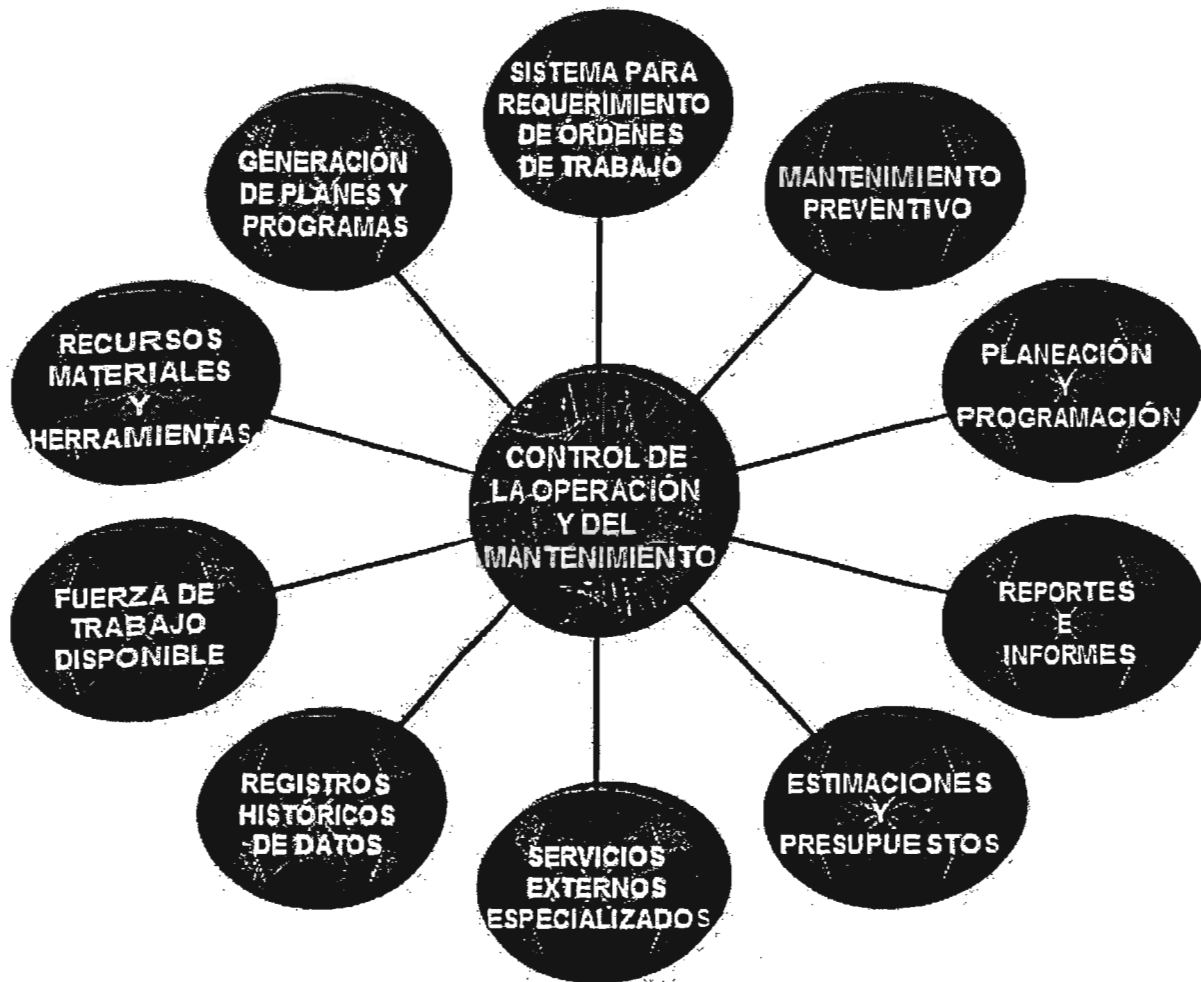 SISTEMA PARA
REQUERIMIENTO
DE ÓRDENES
DE TRABAJO
MANTENIMIENTO
PREVENTIVO
PLANEACIÓN
Y
PROGRAMACIÓN
REPORTES
E
INFORMES
ESTIMACIONES
Y
PRESUPUESTOS
SERVICIOS
EXTERNOS
ESPECIALIZADOS
REGISTROS
HISTÓRICOS
DE DATOS
FUERZA DE
TRABAJO
DISPONIBLE
RECURSOS
MATERIALES
Y
HERRAMIENTAS
GENERACIÓN
DE PLANES Y
PROGRAMAS
CONTROL DE
LA OPERACIÓN
Y DEL
MANTENIMIENTO